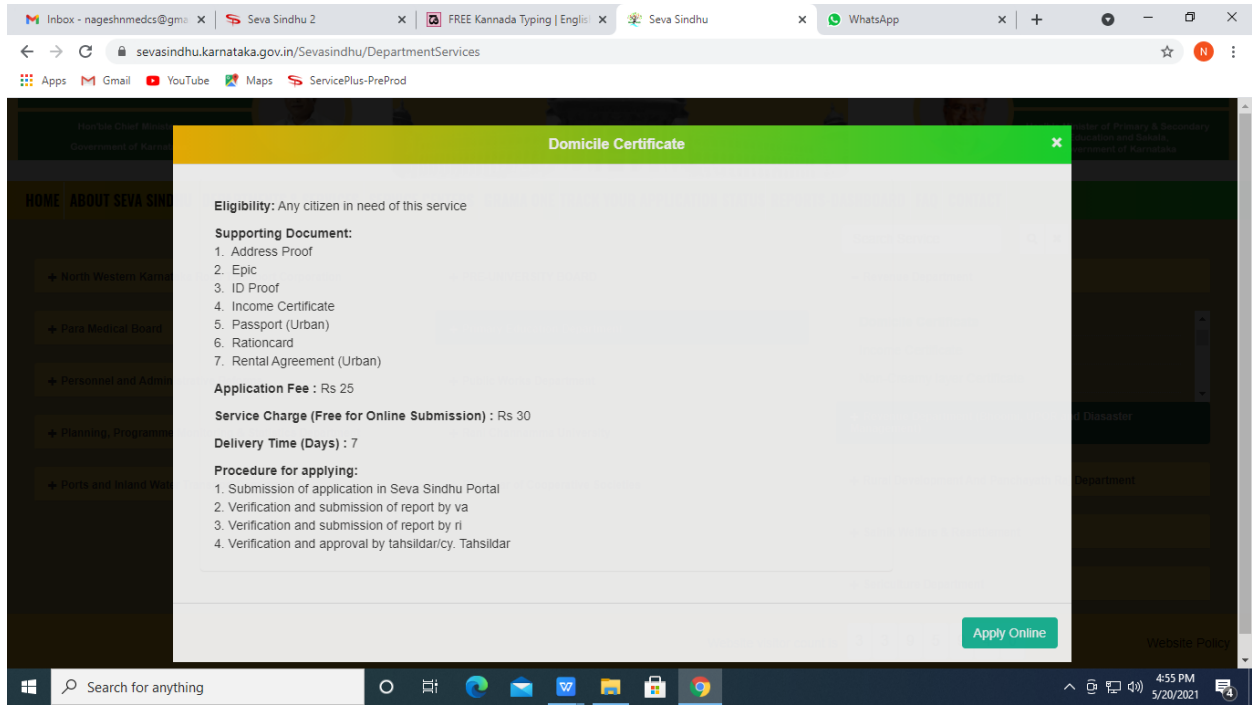 Inbox - nageshnmedcs@gma
Seva Sindhu 2
FREE Kannada Typing | Englis
Seva Sindhu
WhatsApp
sevasindhu.karnataka.gov.in/Sevasindhu/DepartmentServices
N
Apps Gmail YouTube Maps ServicePlus-PreProd
Domicile Certificate
HOME ABOUT SEVA SIND
Eligibility: Any citizen in need of this service
Supporting Document:
1. Address Proof
2. Epic
3. ID Proof
4. Income Certificate
5. Passport (Urban)
6. Rationcard
7. Rental Agreement (Urban)
Application Fee : Rs 25
Service Charge (Free for Online Submission) : Rs 30
Delivery Time (Days) : 7
Procedure for applying:
1. Submission of application in Seva Sindhu Portal
2. Verification and submission of report by va
3. Verification and submission of report by ri
4. Verification and approval by tahsildar/cy. Tahsildar
North Western Karna
Para Medical Board
Personnel and Admin
Planning, Programme
Ports and Inland Wate
d Diasaster
Department
Apply Online
Website Policy
Search for anything
4:55 PM
5/20/2021
4